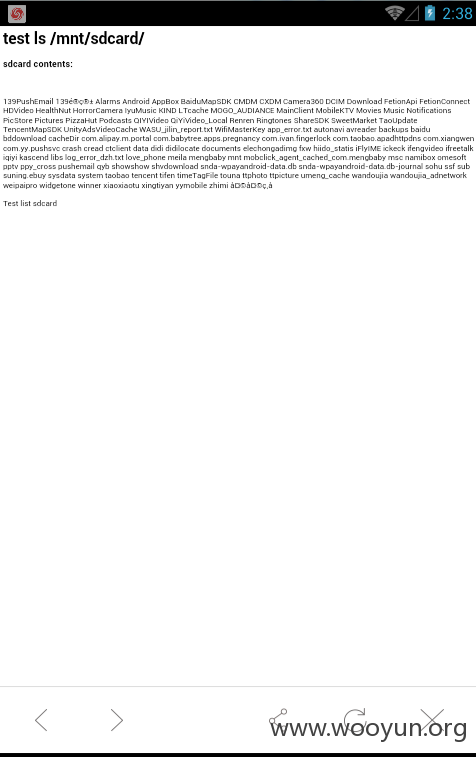 2:38
test ls /mnt/sdcard/
sdcard contents:
139PushEmail 139é®ç®± Alarms Android AppBox BaiduMapSDK CMDM CXDM Camera360 DCIM Download FetionApi FetionConnect
HDVideo HealthNut HorrorCamera IyuMusic KIND LTcache MOGO_AUDIANCE MainClient MobileKTV Movies Music Notifications
PicStore Pictures PizzaHut Podcasts QIYIVideo QiYiVideo_Local Renren Ringtones ShareSDK SweetMarket TaoUpdate
TencentMapSDK UnityAdsVideoCache WASU_jilin_report.txt WifiMasterKey app_error.txt autonavi avreader backups baidu
bddownload cacheDir com.alipay.m.portal com.babytree.apps.pregnancy com.ivan.fingerlock com.taobao.apadhttpdns com.xiangwen
com.yy.pushsvc crash cread ctclient data didi didilocate documents elechongadimg fxw hiido_statis iFlyIME ickeck ifengvideo ifreetalk
iqiyi kascend libs log_error_dzh.txt love_phone meila mengbaby mnt mobclick_agent_cached_com.mengbaby msc namibox omesoft
pptv ppy_cross pushemail qyb showshow shvdownload snda-wpayandroid-data.db snda-wpayandroid-data.db-journal sohu ssf sub
suning.ebuy sysdata system taobao tencent tifen timeTagFile touna ttphoto ttpicture umeng_cache wandoujia wandoujia_adnetwork
weipaipro widgetone winner xiaoxiaotu xingtiyan yymobile zhimi
Test list sdcard
www.wooyun.org